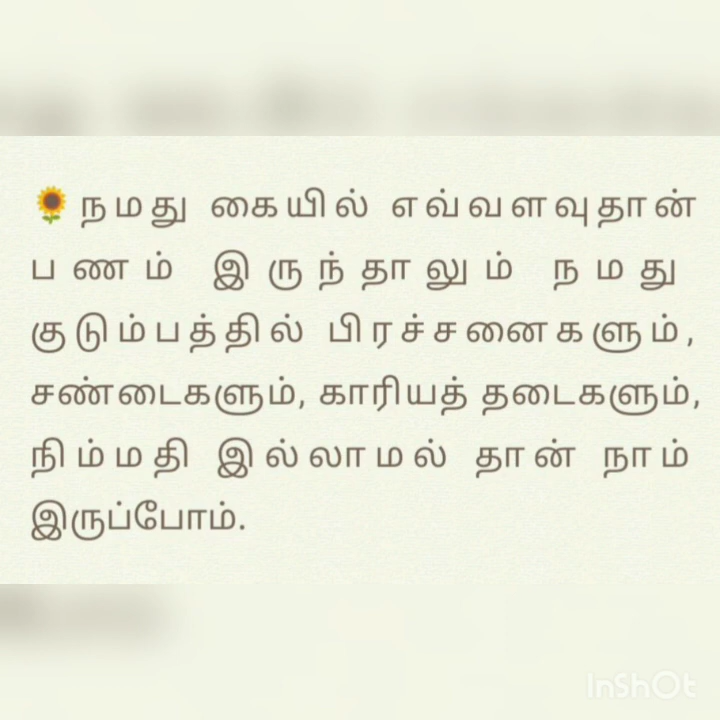 🌻நமது கையில் எவ்வளவுதான்
பணம் இருந்தாலும் நமது
குடும்பத்தில் பிரச்சனைகளும்,
சண்டைகளும், காரியத் தடைகளும்,
நிம்மதி இல்லாமல் தான் நாம்
இருப்போம்.
InShOt